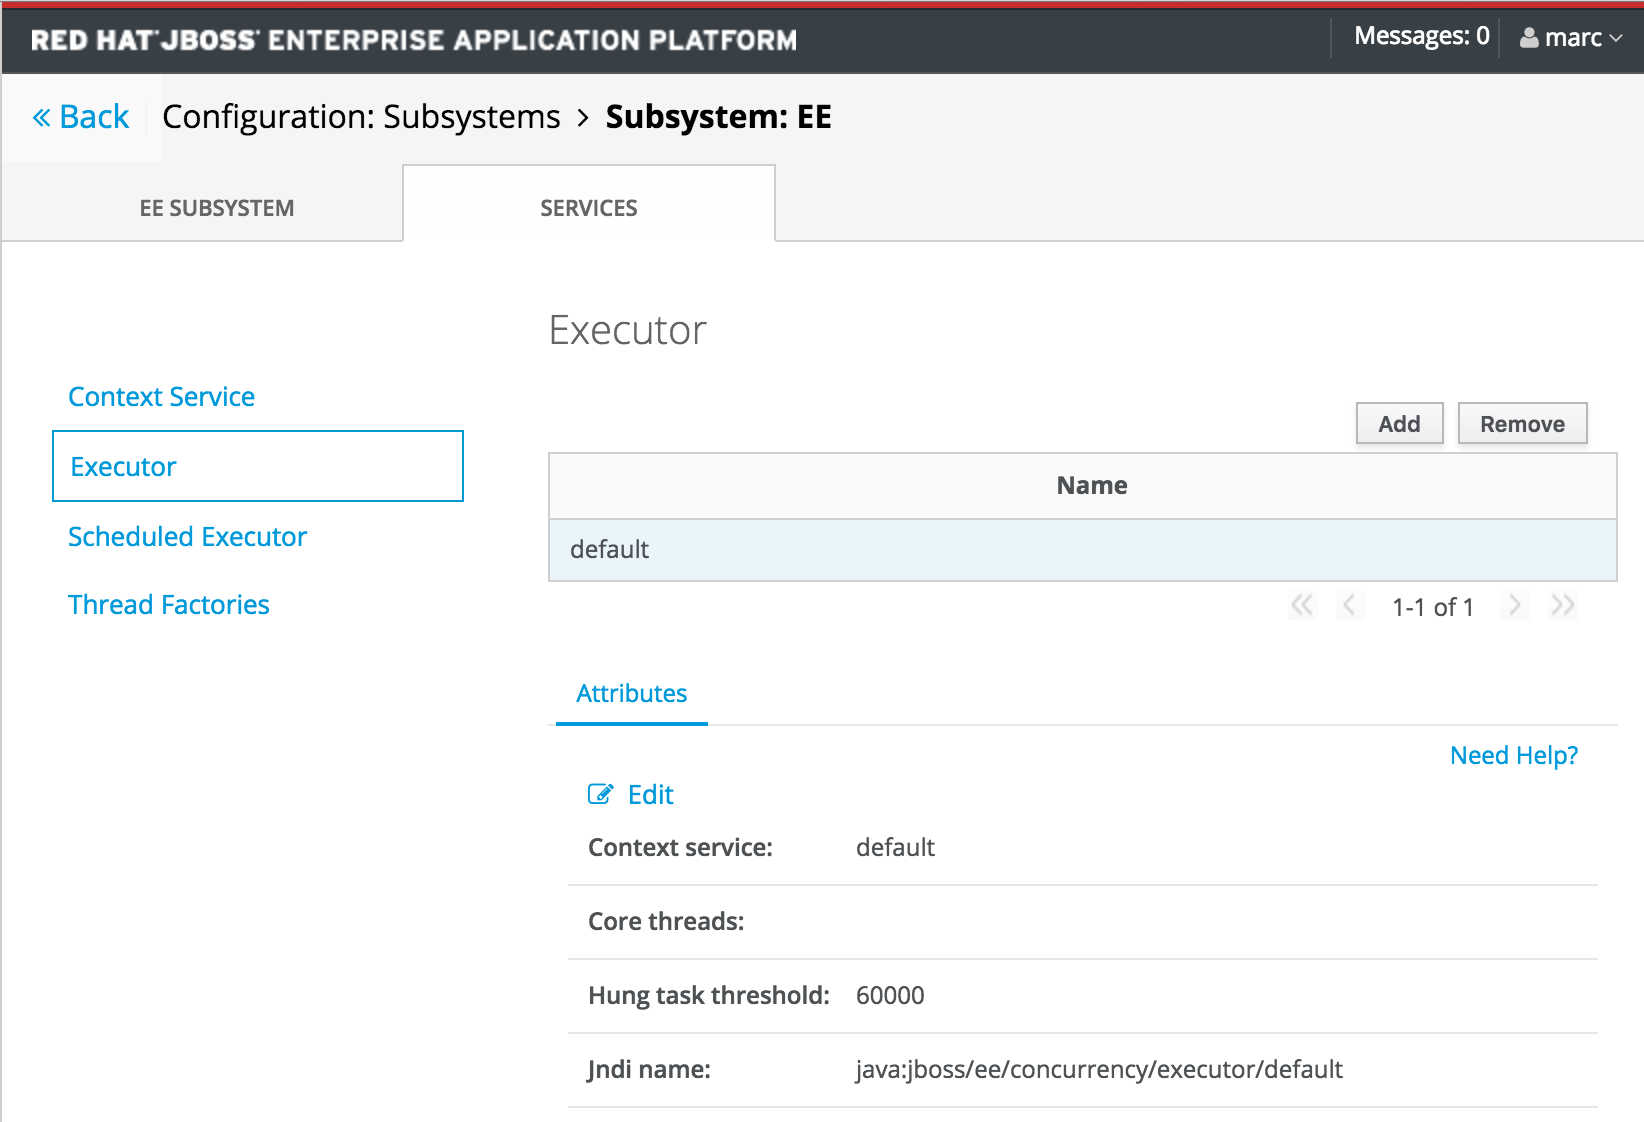 RED HAT JBOSS ENTERPRISE APPLICATION PLATFORM
Messages: 0
marc
« Back
Configuration: Subsystems > Subsystem: EE
EE SUBSYSTEM
SERVICES
Executor
Context Service
Executor
Scheduled Executor
Thread Factories
Add
Remove
Name
default
1-1 of 1
Attributes
Need Help?
Edit
Context service: default
Core threads:
Hung task threshold: 60000
Jndi name: java:jboss/ee/concurrency/executor/default